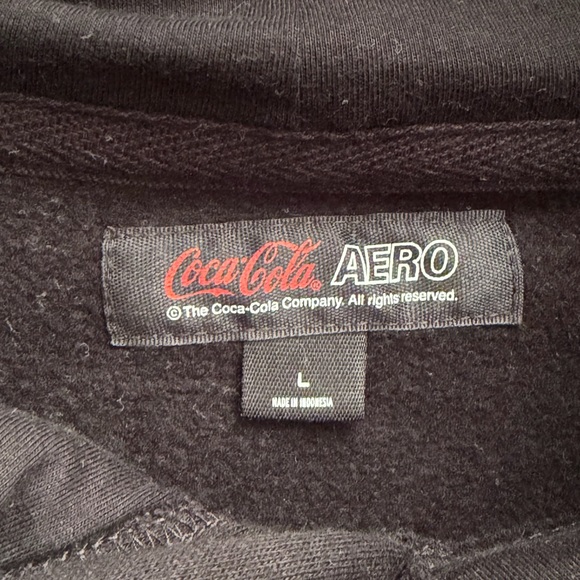 Coca-Cola® AERO
© The Coca-Cola Company. All rights reserved.
L
MADE IN INDONESIA